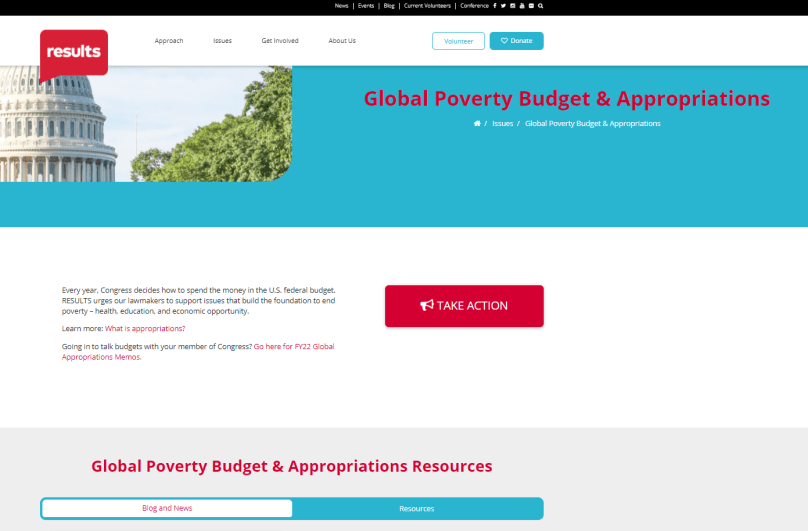 News | Events | Blog | Current Volunteers | Conference
results
Approach Issues Get Involved About Us Volunteer Donate
Global Poverty Budget & Appropriations
/ Issues / Global Poverty Budget & Appropriations
Every year, Congress decides how to spend the money in the U.S. federal budget.
RESULTS urges our lawmakers to support issues that build the foundation to end
poverty – health, education, and economic opportunity.
TAKE ACTION
Learn more: What is appropriations?
Going in to talk budgets with your member of Congress? Go here for FY22 Global
Appropriations Memos.
Global Poverty Budget & Appropriations Resources
Blog and News Resources